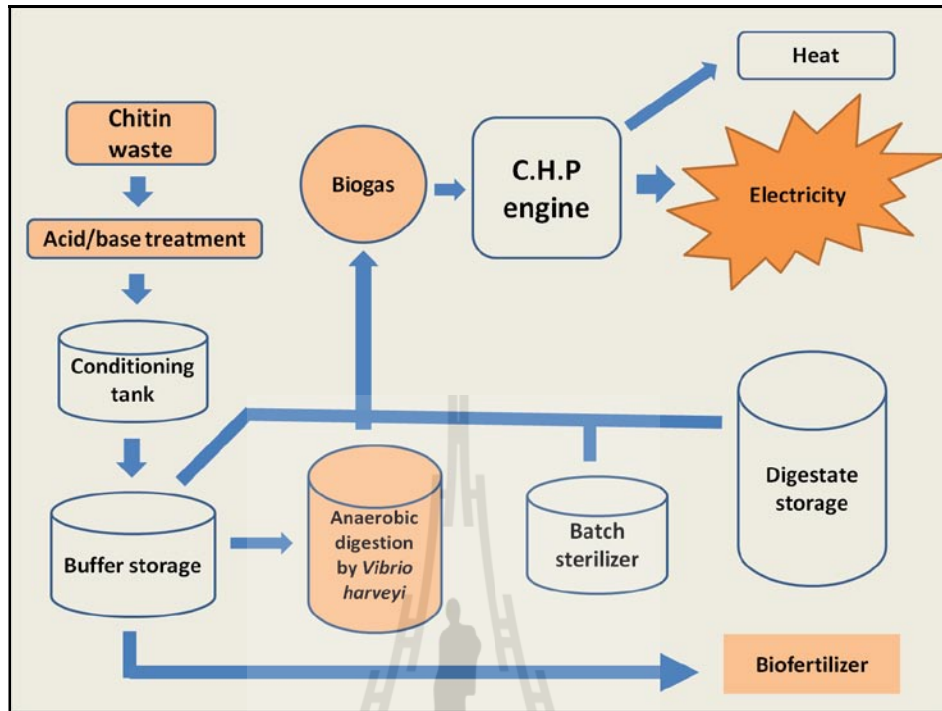 Heat
Chitin
waste
Biogas
C.H.P
engine
Electricity
Acid/base treatment
Conditioning
tank
Digestate
storage
Buffer storage
Anaerobic
digestion
by Vibrio
harveyi
Batch
sterilizer
Biofertilizer